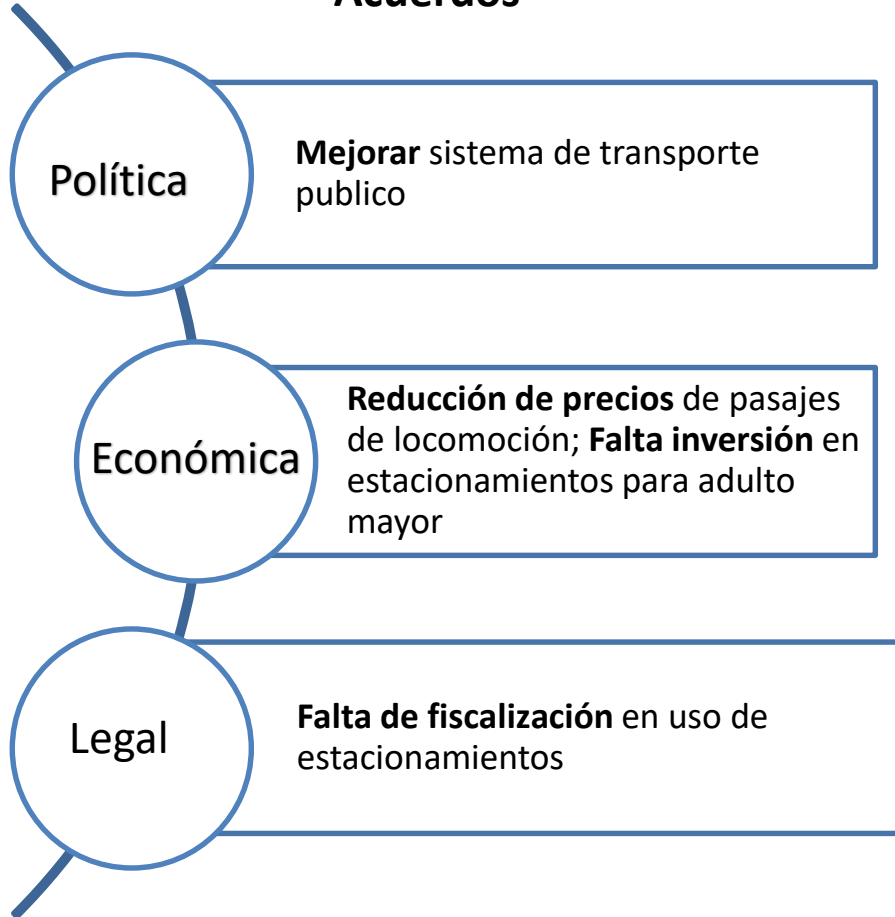 Acuerdos
Política
Mejorar sistema de transporte
publico
Económica
Reducción de precios de pasajes
de locomoción; Falta inversión en
estacionamientos para adulto
mayor
Legal
Falta de fiscalización en uso de
estacionamientos